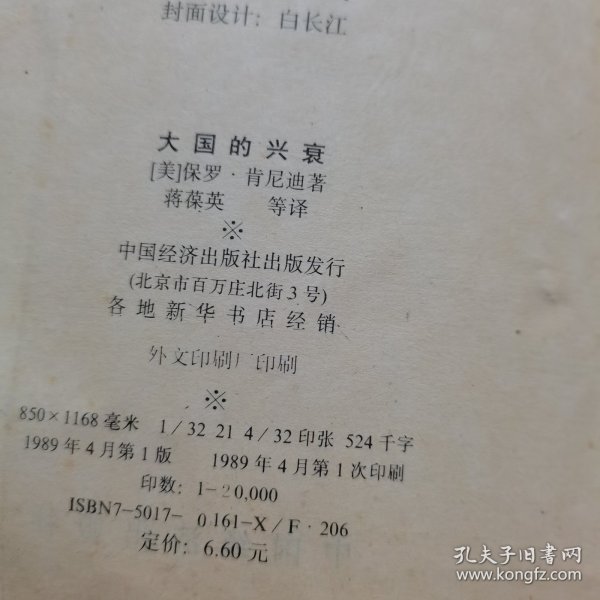 封面设计：白长江
大国的兴衰
[美]保罗·肯尼迪著
蒋葆英 等译
※
中国经济出版社出版发行
(北京市百万庄北街3号)
各地新华书店经销
外文印刷厂印刷
※
850×1168毫米 1/32 21 4/32印张 524千字
1989年4月第1版 1989年4月第1次印刷
印数：1-20,000
ISBN7-5017-0161-X/F·206
定价：6.60元
孔夫子旧书网
www.kongfz.com